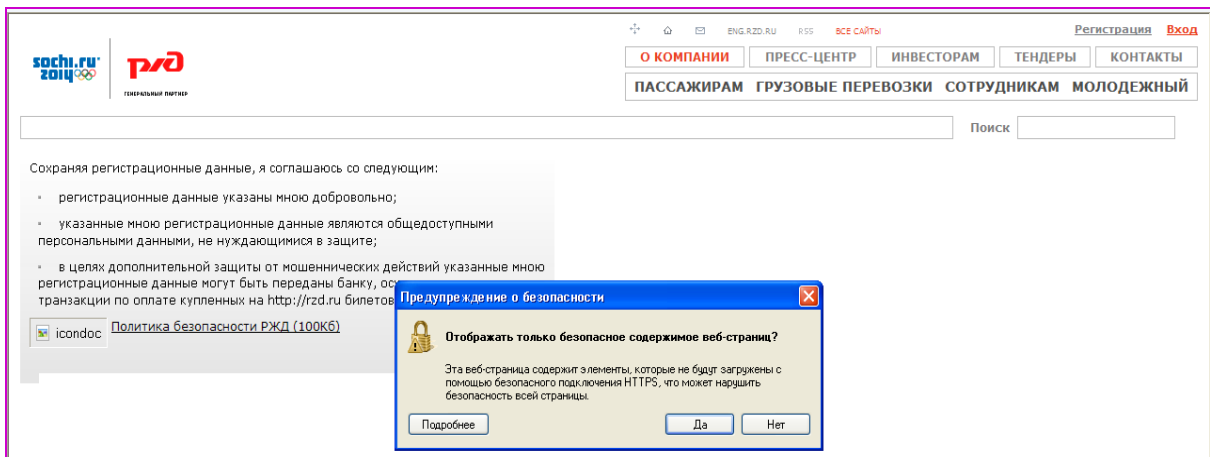 ENG.RZD.RU RSS ВСЕ САЙТЫ Регистрация Вход
sochi.ru
2014
ржд
ГЕНЕРАЛЬНЫЙ ПАРТНЕР
О КОМПАНИИ ПРЕСС-ЦЕНТР ИНВЕСТОРАМ ТЕНДЕРЫ КОНТАКТЫ
ПАССАЖИРАМ ГРУЗОВЫЕ ПЕРЕВОЗКИ СОТРУДНИКАМ МОЛОДЕЖНЫЙ
Поиск
Сохраняя регистрационные данные, я соглашаюсь со следующим:
регистрационные данные указаны мною добровольно;
указанные мною регистрационные данные являются общедоступными
персональными данными, не нуждающимися в защите;
в целях дополнительной защиты от мошеннических действий указанные мною
регистрационные данные могут быть переданы банку, ос
транзакции по оплате купленных на http://rzd.ru билетов
icondoc Политика безопасности РЖД (100Кб)
Предупреждение о безопасности
Отображать только безопасное содержимое веб-страниц?
Эта веб-страница содержит элементы, которые не будут загружены с
помощью безопасного подключения HTTPS, что может нарушить
безопасность всей страницы.
Подробнее Да Нет